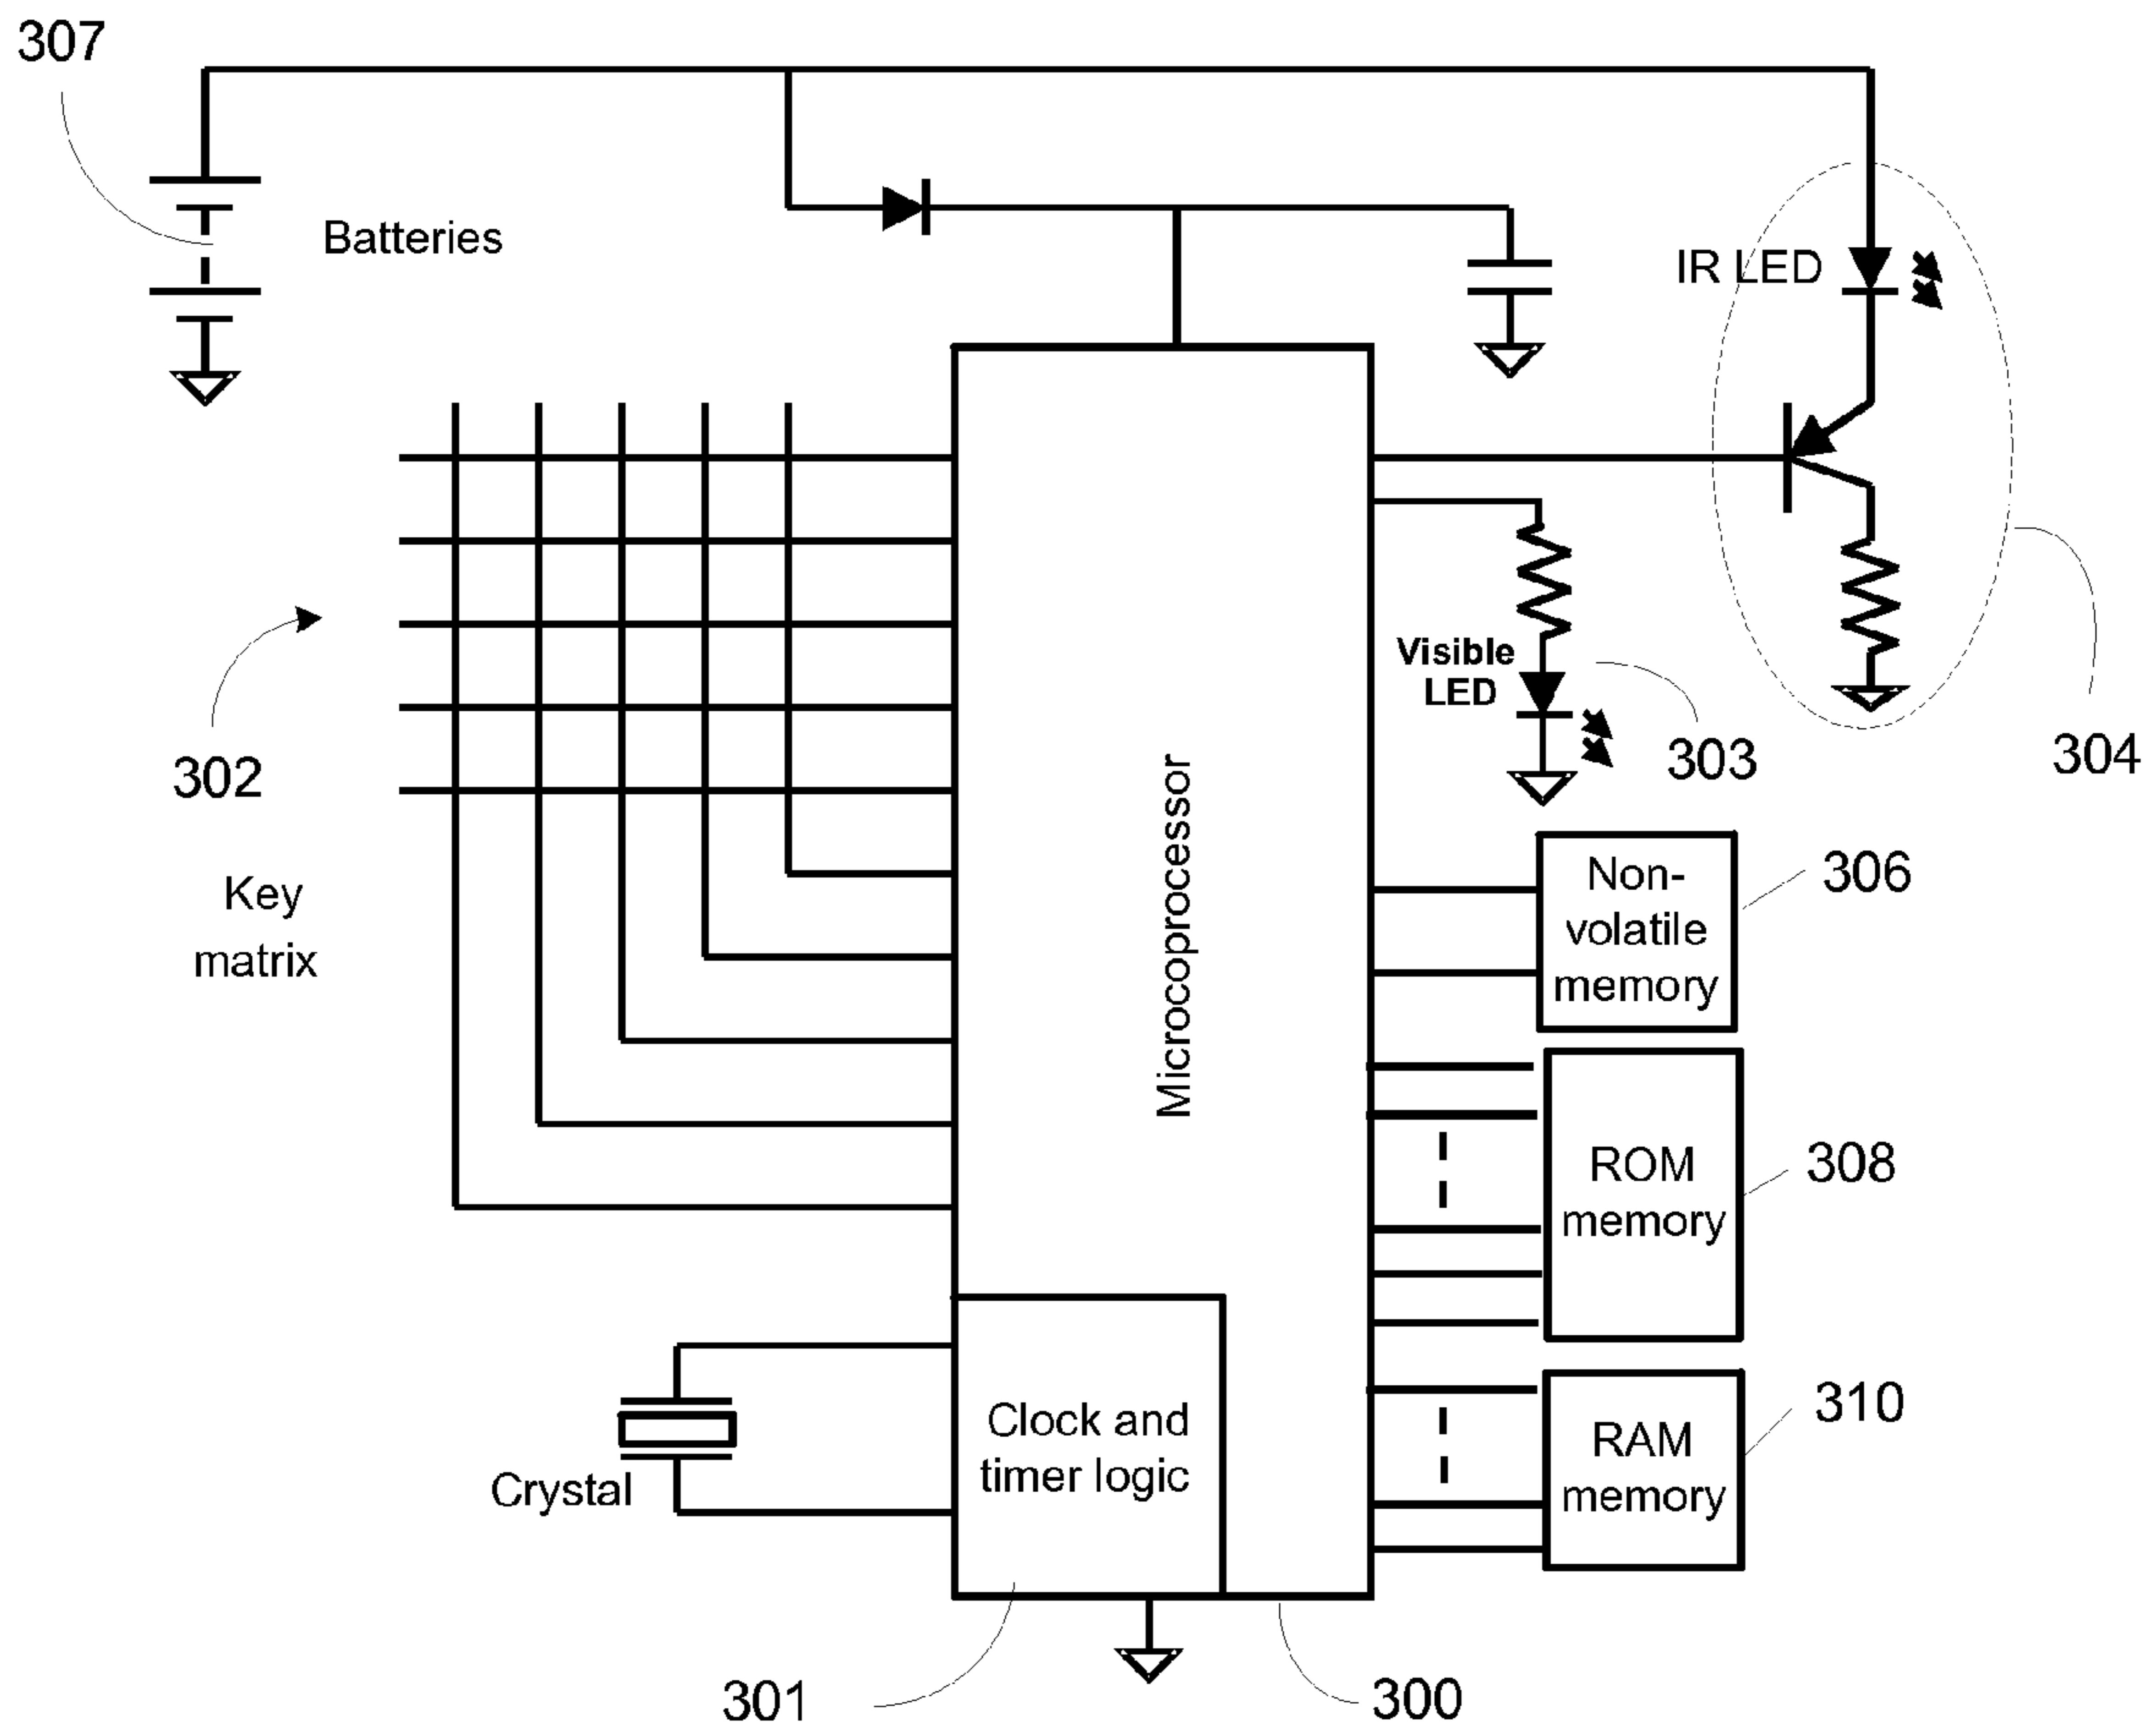 307
Batteries
IR LED
Visible
LED
303
304
302
Key
matrix
Microcoprocessor
Non-
volatile
memory
306
ROM
memory
308
Clock and
timer logic
Crystal
RAM
memory
310
301
300